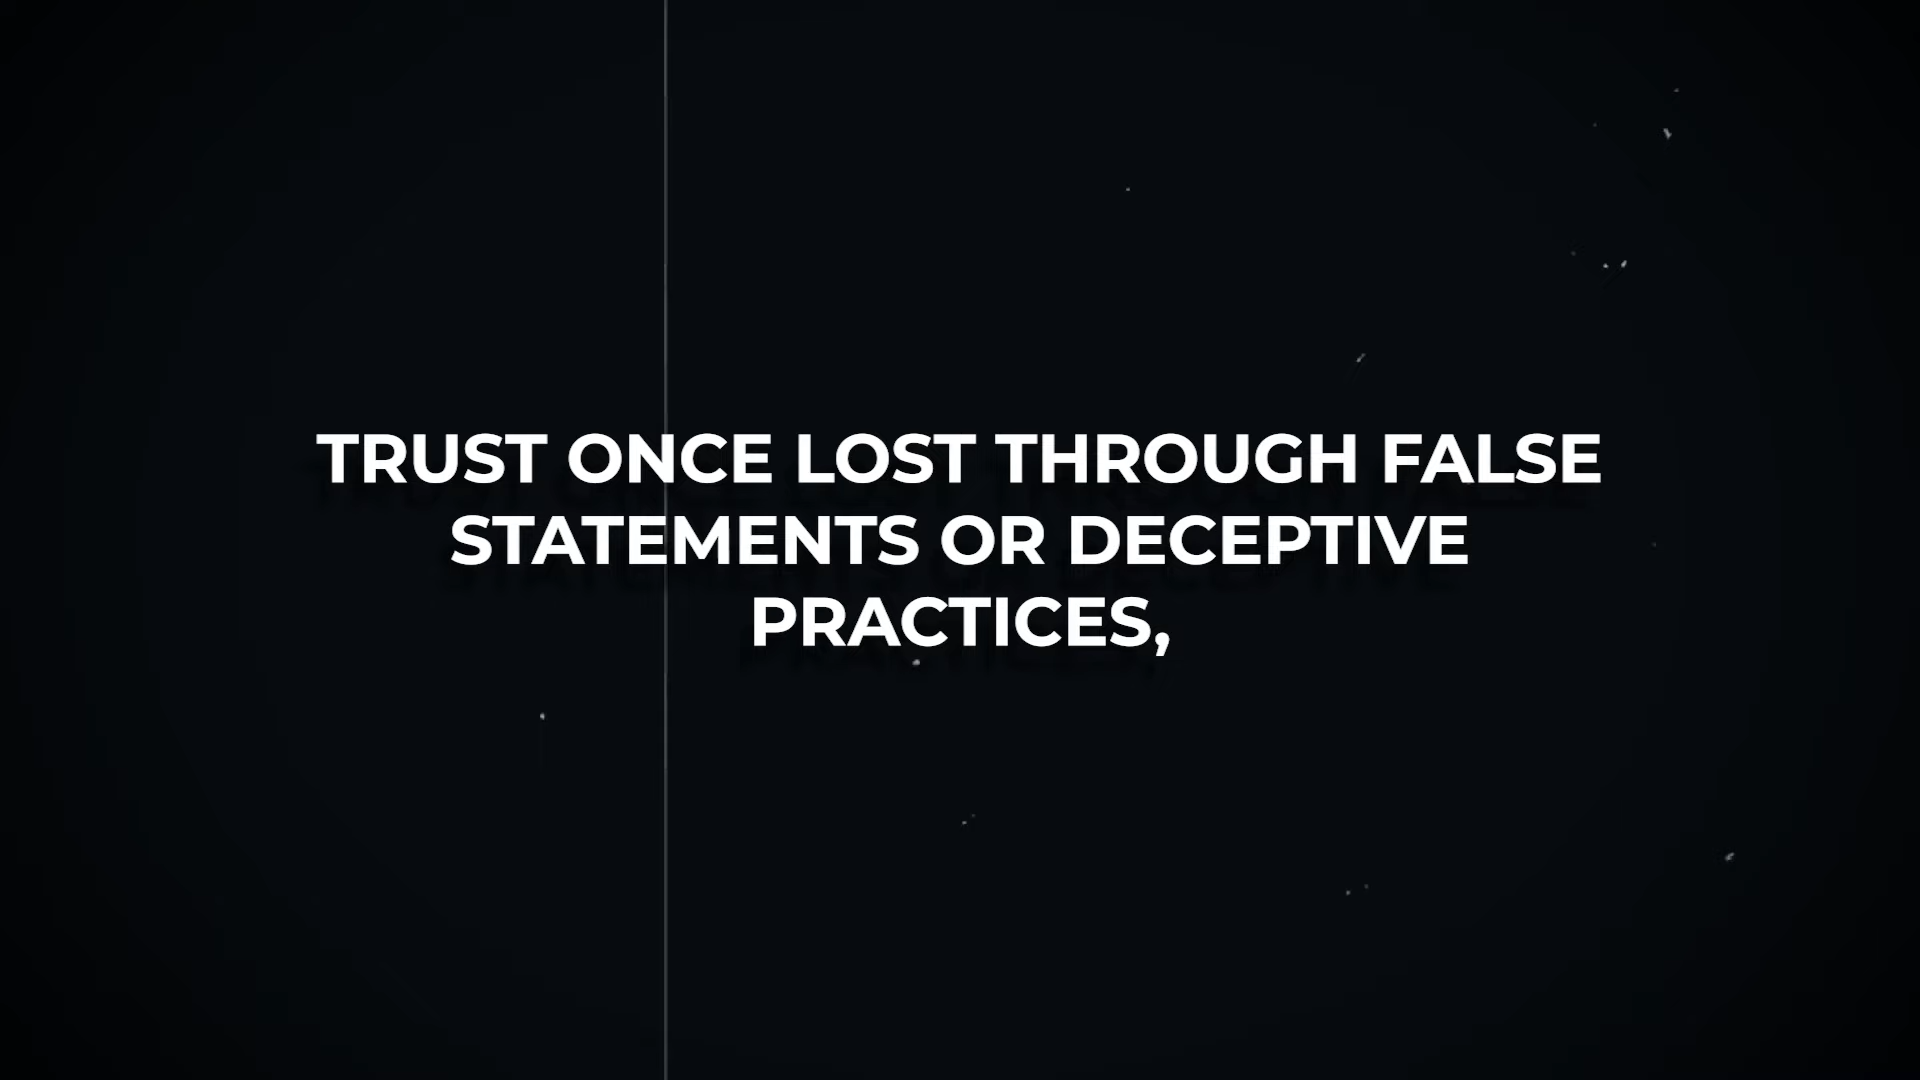 TRUST ONCE LOST THROUGH FALSE
STATEMENTS OR DECEPTIVE
PRACTICES,